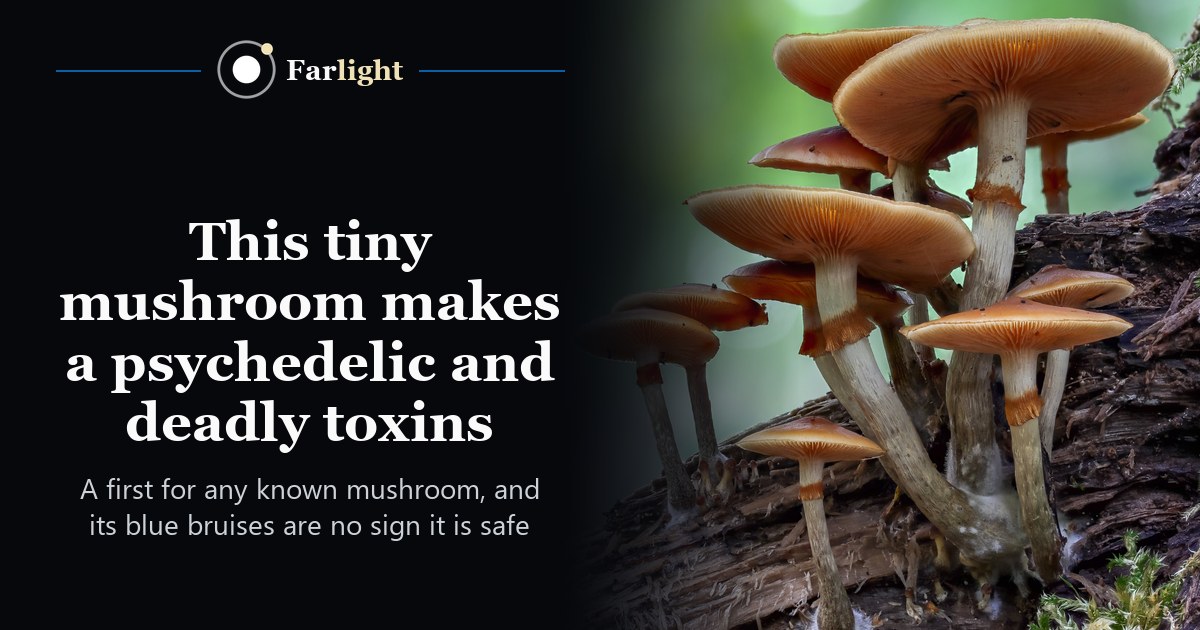 Farlight
This tiny
mushroom makes
a psychedelic and
deadly toxins
A first for any known mushroom, and
its blue bruises are no sign it is safe